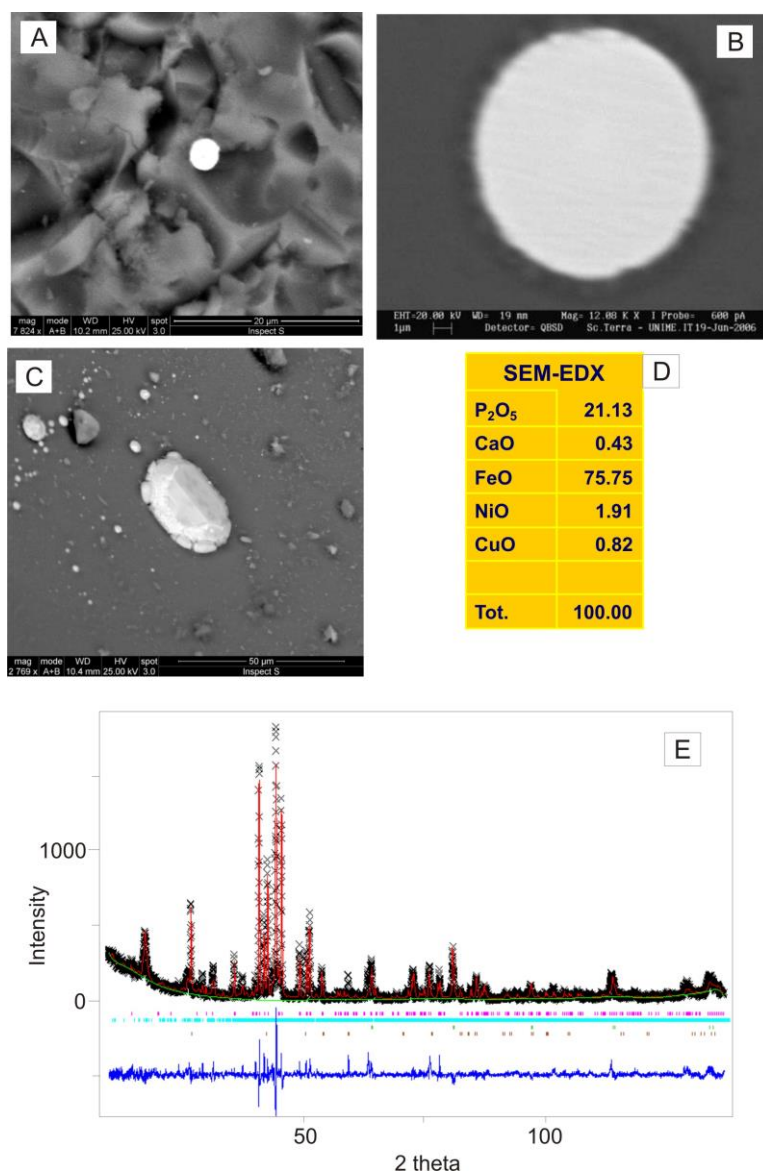 A
mag mode WD HV spot 20 µm
7 824 x A+B 10.2 mm 25.00 kV 3.0 Inspect S
B
EHT=20.00 kV WD= 19 mm Mag= 12.08 K X I Probe= 600 pA
1µm Detector= QBSD Sc.Terra - UNIME.IT19-Jun-2006
C
mag mode WD HV spot 50 µm
2 769 x A+B 10.4 mm 25.00 kV 3.0 Inspect S
D
SEM-EDX
P₂O₅ 21.13
CaO 0.43
FeO 75.75
NiO 1.91
CuO 0.82
Tot. 100.00
E
1000
Intensity
0
50 100
2 theta